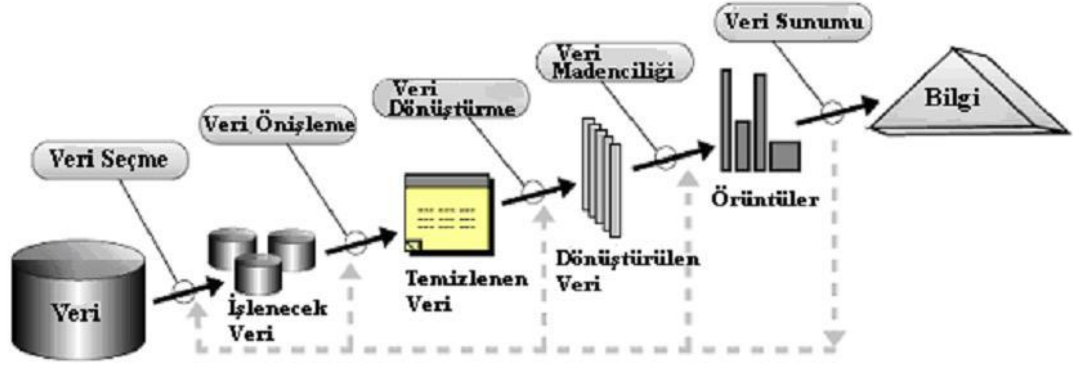 Veri Sunumu
Veri
Madenciliği
Veri
Dönüştürme
Veri Önişleme
Veri Seçme
Bilgi
Örüntüler
Dönüştürülen
Veri
Temizlenen
Veri
İşlenecek
Veri
Veri